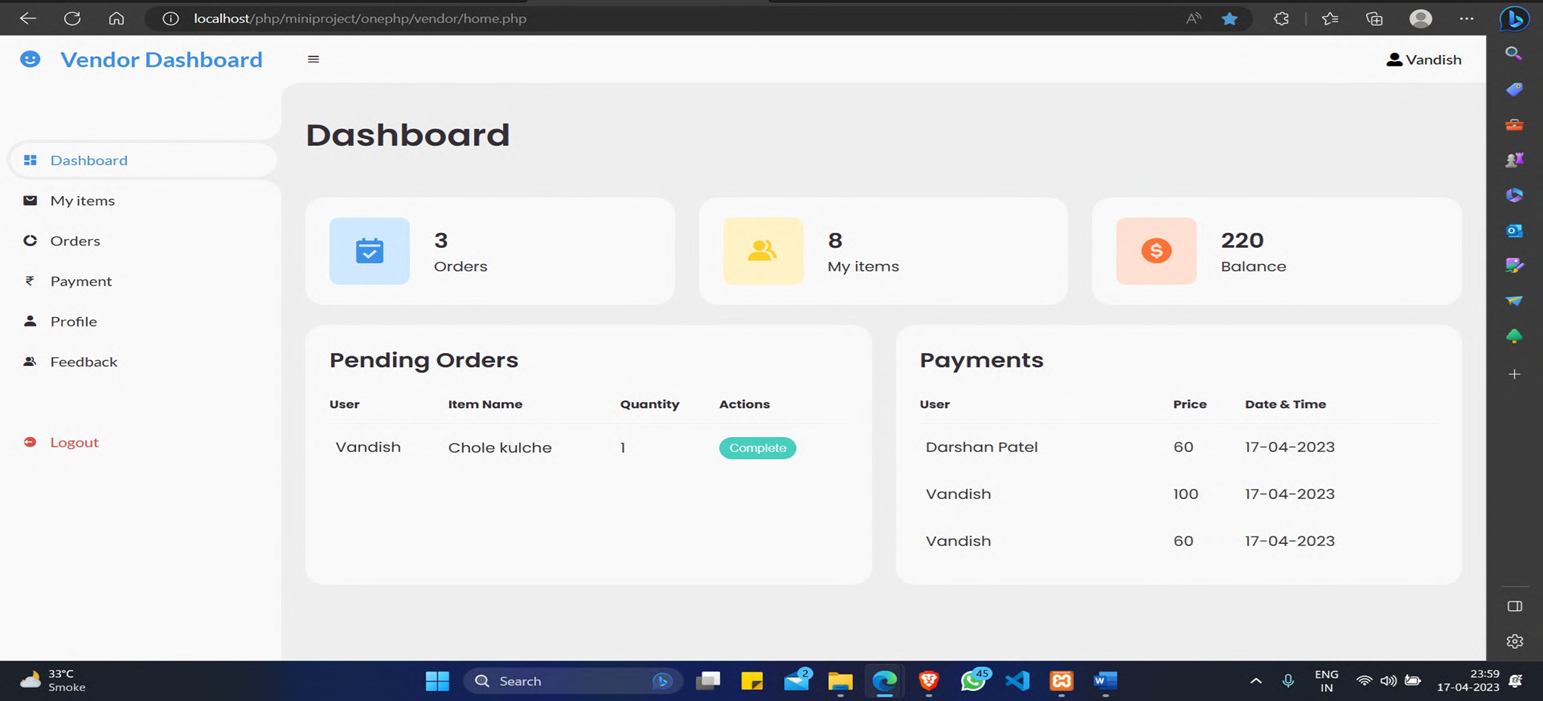 localhost/php/miniproject/onephp/vendor/home.php
Vendor Dashboard
Vandish
Dashboard
My items
Orders
Payment
Profile
Feedback
Logout
Dashboard
3
Orders
8
My items
220
Balance
Pending Orders
User Item Name Quantity Actions
Vandish Chole kulche 1 Complete
Payments
User Price Date & Time
Darshan Patel 60 17-04-2023
Vandish 100 17-04-2023
Vandish 60 17-04-2023
33°C
Smoke
Search
2
45
ENG
IN
23:59
17-04-2023